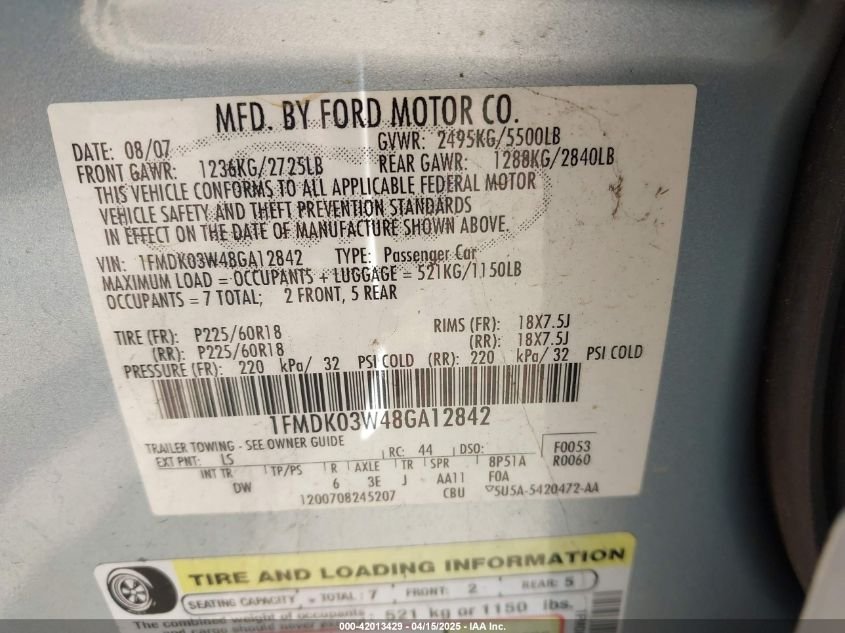 MFD. BY FORD MOTOR CO.
DATE: 08/07 GVWR: 2495KG/5500LB
FRONT GAWR: 1236KG/2725LB REAR GAWR: 1288KG/2840LB
THIS VEHICLE CONFORMS TO ALL APPLICABLE FEDERAL MOTOR
VEHICLE SAFETY AND THEFT PREVENTION STANDARDS
IN EFFECT ON THE DATE OF MANUFACTURE SHOWN ABOVE.
VIN: 1FMDK03W48GA12842 TYPE: Passenger Car
MAXIMUM LOAD = OCCUPANTS + LUGGAGE = 521KG/1150LB
OCCUPANTS = 7 TOTAL; 2 FRONT, 5 REAR
TIRE (FR): P225/60R18 RIMS (FR): 18X7.5J
(RR): P225/60R18 (RR): 18X7.5J
PRESSURE (FR): 220 kPa/ 32 PSI COLD (RR): 220 kPa/ 32 PSI COLD
1FMDK03W48GA12842
TRAILER TOWING - SEE OWNER GUIDE
EXT PNT: LS RC: 44 DSO: F0053
R0060
INT TR TP/PS R AXLE TR SPR 8P51A
DW 6 3E J AA11 F0A
1200708245207 CBU 5U5A-5420472-AA
TIRE AND LOADING INFORMATION
SEATING CAPACITY TOTAL: 7 FRONT: 2 REAR: 5
The combined weight of occupants 521 kg or 1150 lbs.
000-42013429 - 04/15/2025 - IAA Inc.